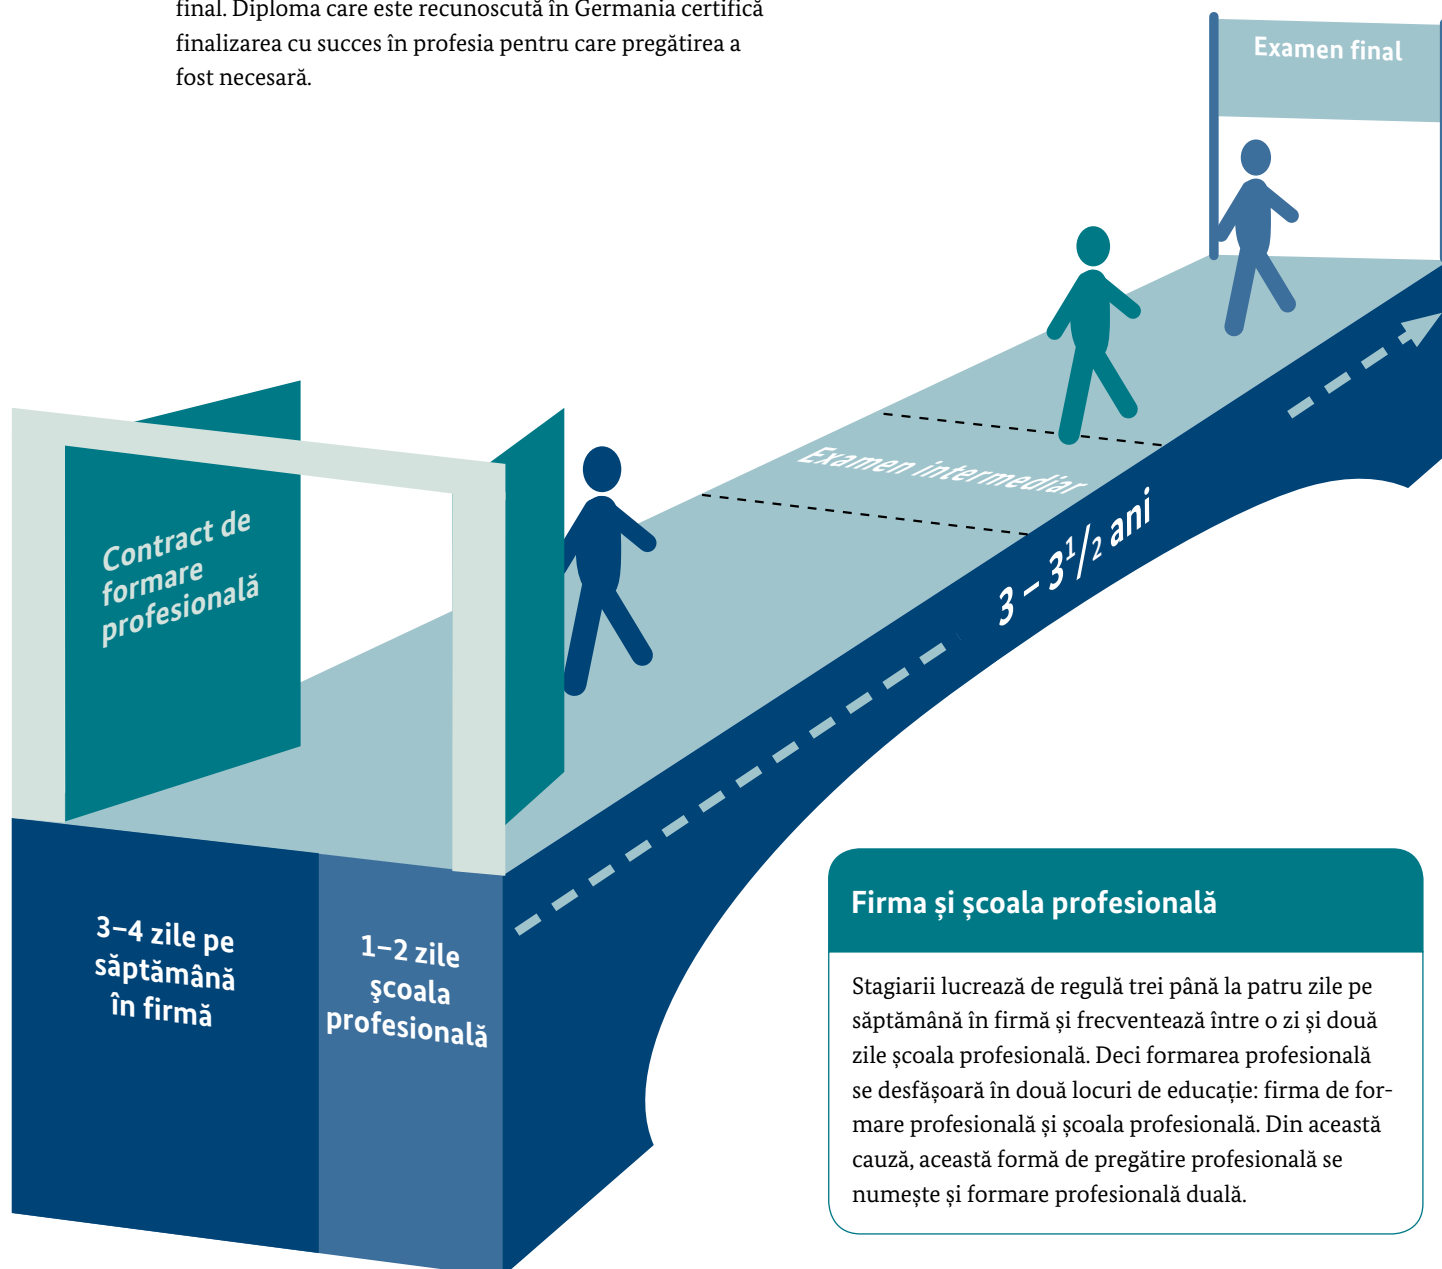 final. Diploma care este recunoscută în Germania certifică
finalizarea cu succes în profesia pentru care pregătirea a
fost necesară.
Examen final
Contract de
formare
profesională
Examen intermediar
3 – 3 1/2 ani
3–4 zile pe
săptămână
în firmă
1–2 zile
şcoala
profesională
Firma și școala profesională
Stagiarii lucrează de regulă trei până la patru zile pe
săptămână în firmă și frecventează între o zi și două
zile școala profesională. Deci formarea profesională
se desfășoară în două locuri de educație: firma de for-
mare profesională și școala profesională. Din această
cauză, această formă de pregătire profesională se
numește și formare profesională duală.